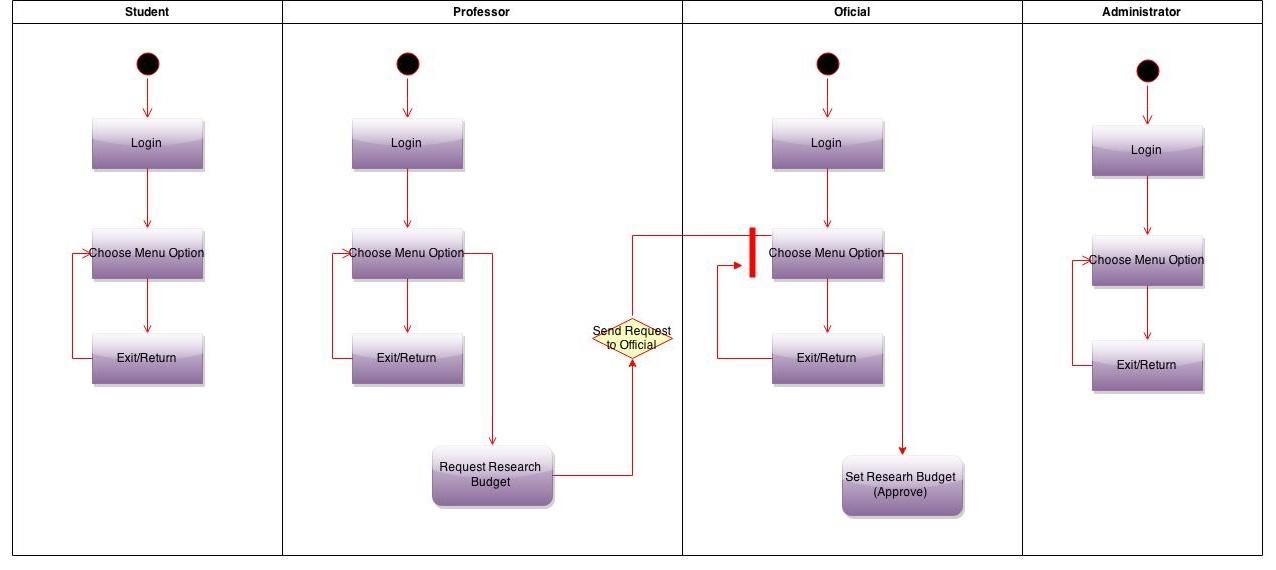 Student
Professor
Oficial
Administrator
Login
Login
Login
Login
Choose Menu Option
Choose Menu Option
Choose Menu Option
Choose Menu Option
Send Request
to Official
Exit/Return
Exit/Return
Exit/Return
Exit/Return
Request Research
Budget
Set Researh Budget
(Approve)